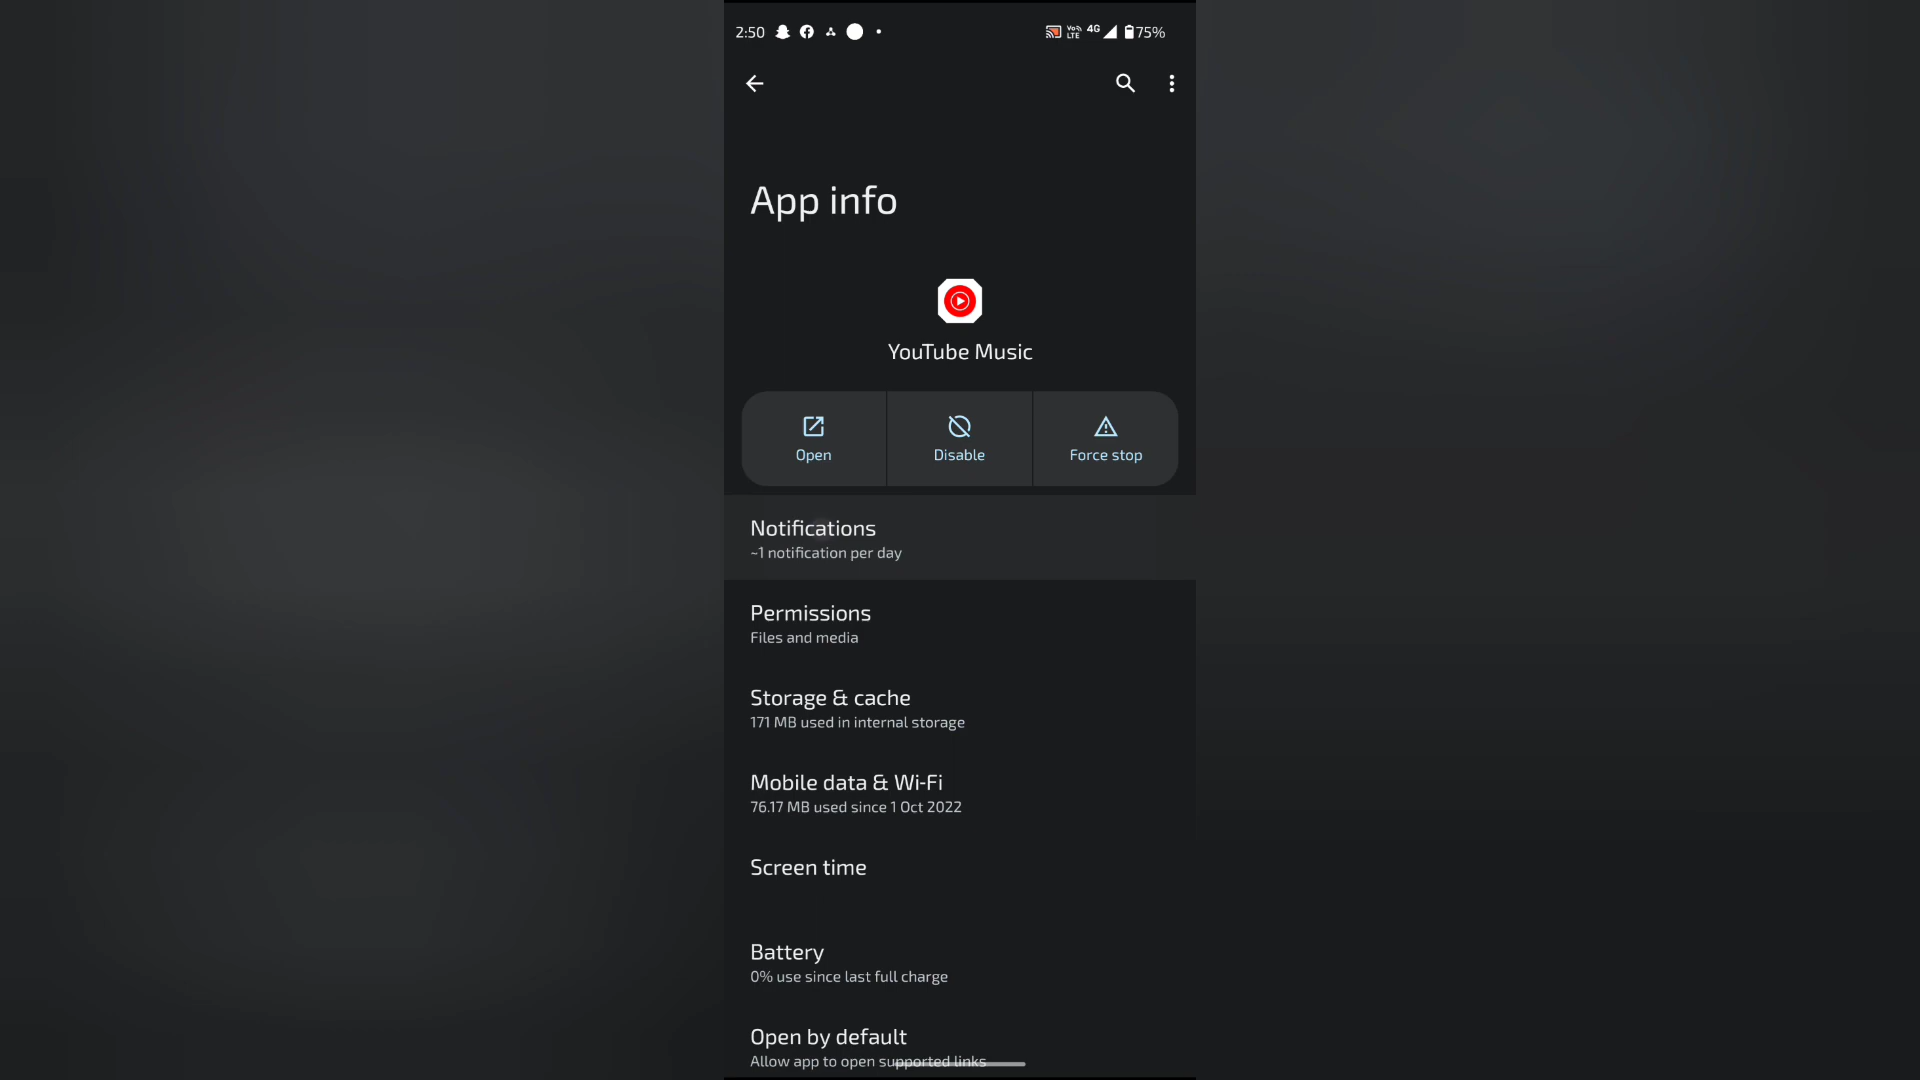 2:50
Vo LTE 4G 75%
App info
YouTube Music
Open
Disable
Force stop
Notifications
~1 notification per day
Permissions
Files and media
Storage & cache
171 MB used in internal storage
Mobile data & Wi-Fi
76.17 MB used since 1 Oct 2022
Screen time
Battery
0% use since last full charge
Open by default
Allow app to open supported links